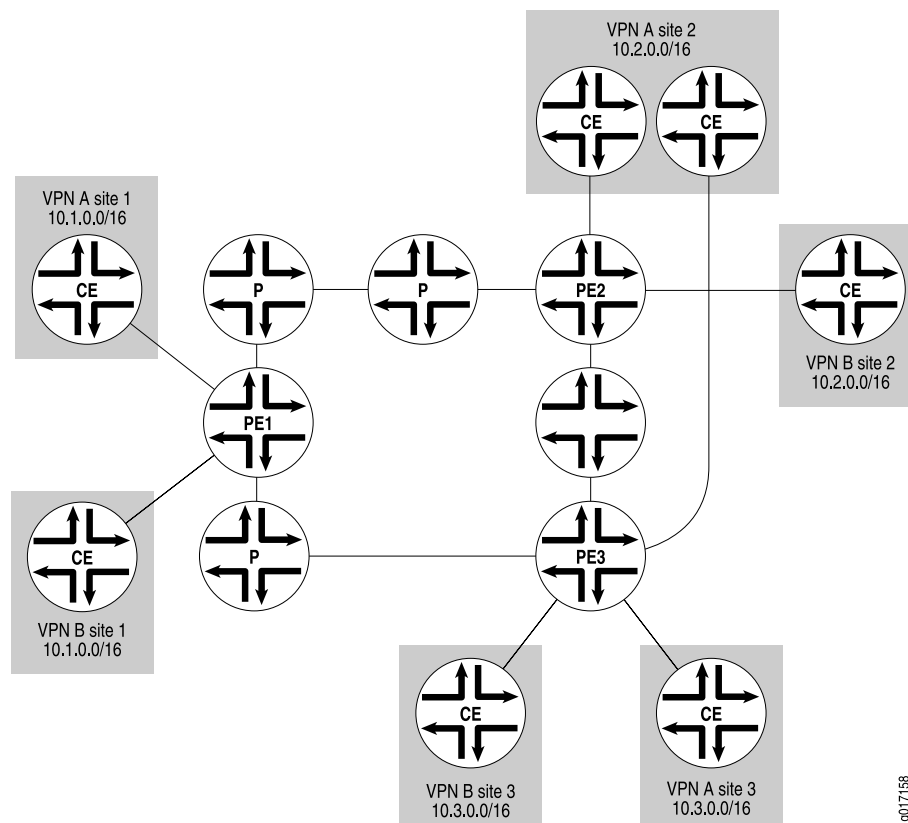 VPN A site 2
10.2.0.0/16
CE
CE
VPN A site 1
10.1.0.0/16
CE
P
P
PE2
CE
VPN B site 2
10.2.0.0/16
PE1
CE
VPN B site 1
10.1.0.0/16
P
PE3
CE
VPN B site 3
10.3.0.0/16
CE
VPN A site 3
10.3.0.0/16
g017158